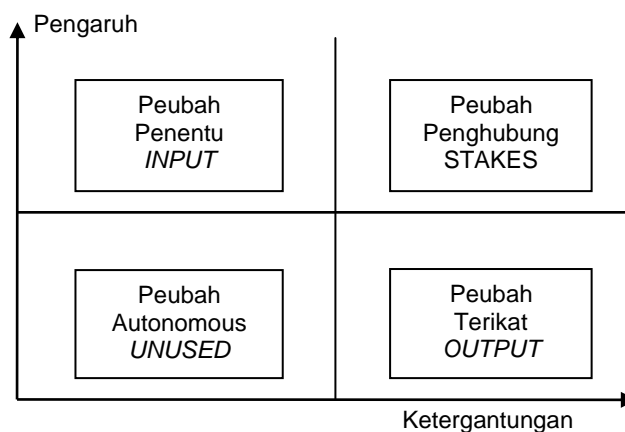 Pengaruh
Peubah
Penentu
INPUT
Peubah
Penghubung
STAKES
Peubah
Autonomous
UNUSED
Peubah
Terikat
OUTPUT
Ketergantungan